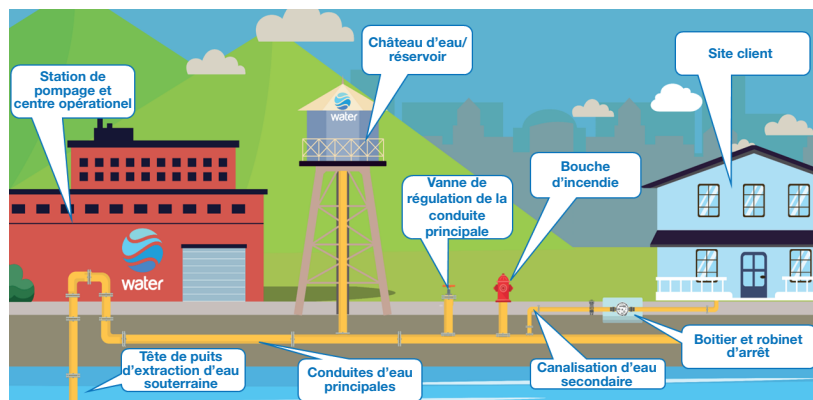 Station de
pompage et
centre opérationel
Château d'eau/
réservoir
Site client
water
Vanne de
régulation de la
conduite
principale
Bouche
d'incendie
water
Tête de puits
d'extraction d'eau
souterraine
Conduites d'eau
principales
Canalisation d'eau
secondaire
Boitier et robinet
d'arrêt